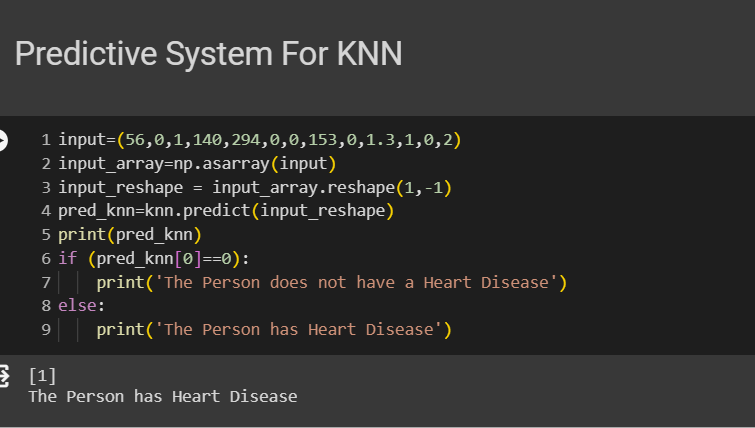 Predictive System For KNN
1 input=(56,0,1,140,294,0,0,153,0,1.3,1,0,2)
2 input_array=np.asarray(input)
3 input_reshape = input_array.reshape(1,-1)
4 pred_knn=knn.predict(input_reshape)
5 print(pred_knn)
6 if (pred_knn[0]==0):
7     print('The Person does not have a Heart Disease')
8 else:
9     print('The Person has Heart Disease')
[1]
The Person has Heart Disease